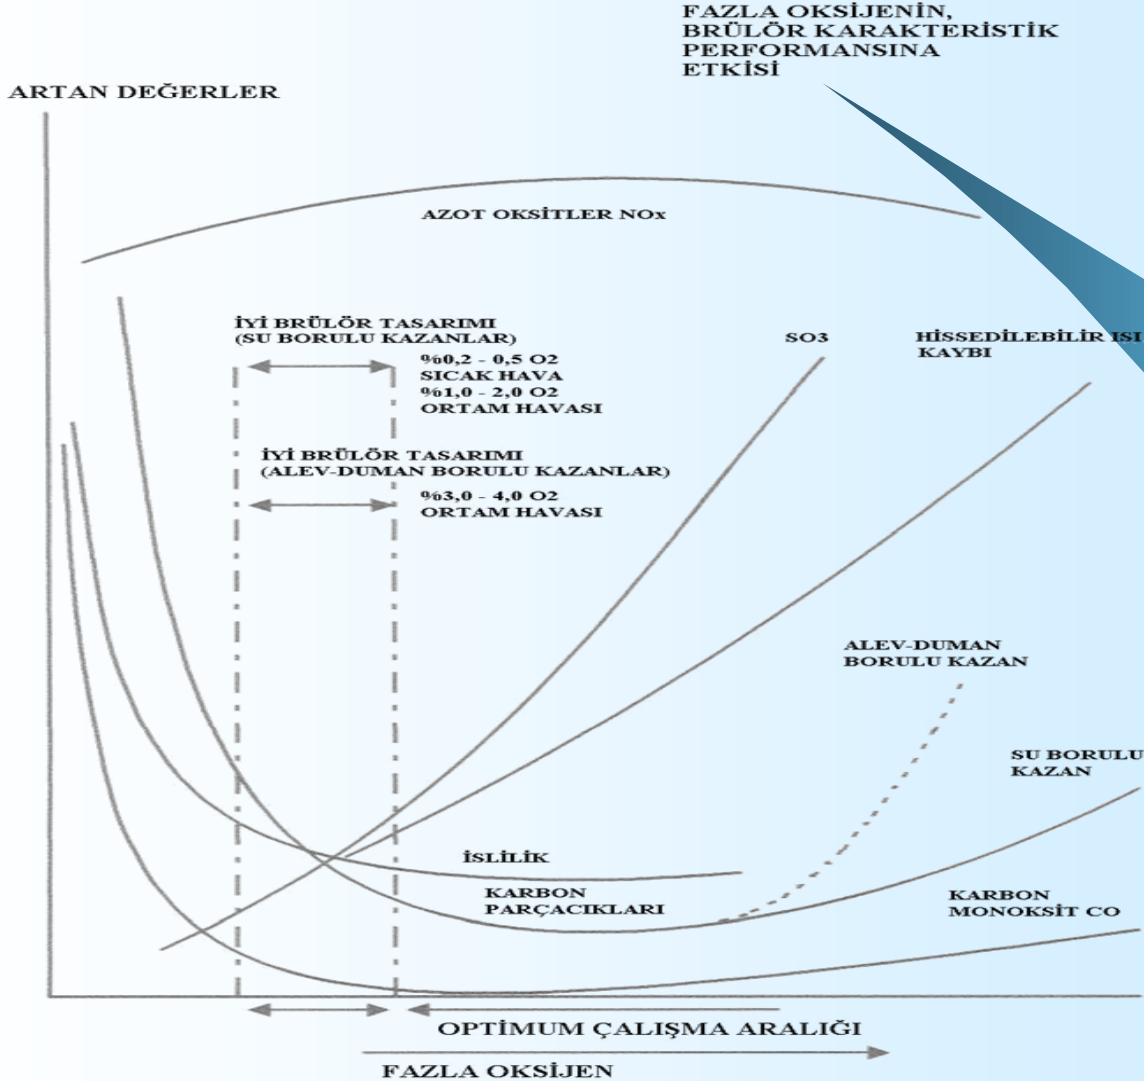 FAZLA OKSİJENİN,
BRÜLÖR KARAKTERİSTİK
PERFORMANSINA
ETKİSİ
ARTAN DEĞERLER
AZOT OKSİTLER NOx
İYİ BRÜLÖR TASARIMI
(SU BORULU KAZANLAR)
%0,2 - 0,5 O2
SICAK HAVA
%1,0 - 2,0 O2
ORTAM HAVASI
SO3
HİSSEDİLEBİLİR ISI
KAYBI
İYİ BRÜLÖR TASARIMI
(ALEV-DUMAN BORULU KAZANLAR)
%3,0 - 4,0 O2
ORTAM HAVASI
ALEV-DUMAN
BORULU KAZAN
SU BORULU
KAZAN
İSLİLİK
KARBON
PARÇACIKLARI
KARBON
MONOKSİT CO
OPTİMUM ÇALIŞMA ARALIĞI
FAZLA OKSİJEN